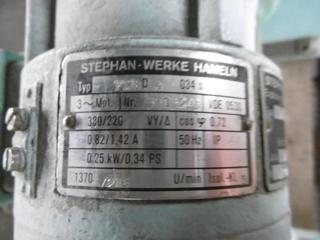 STEPHAN-WERKE HAMELN
Typ D 034 s
3~Mot. Nr. VDE 0530
380/220 VY/Δ cos φ 0.72
0.82/1.42 A 50 Hz IP
0.25 kW/0.34 PS
1370 U/min Isol.-Kl.